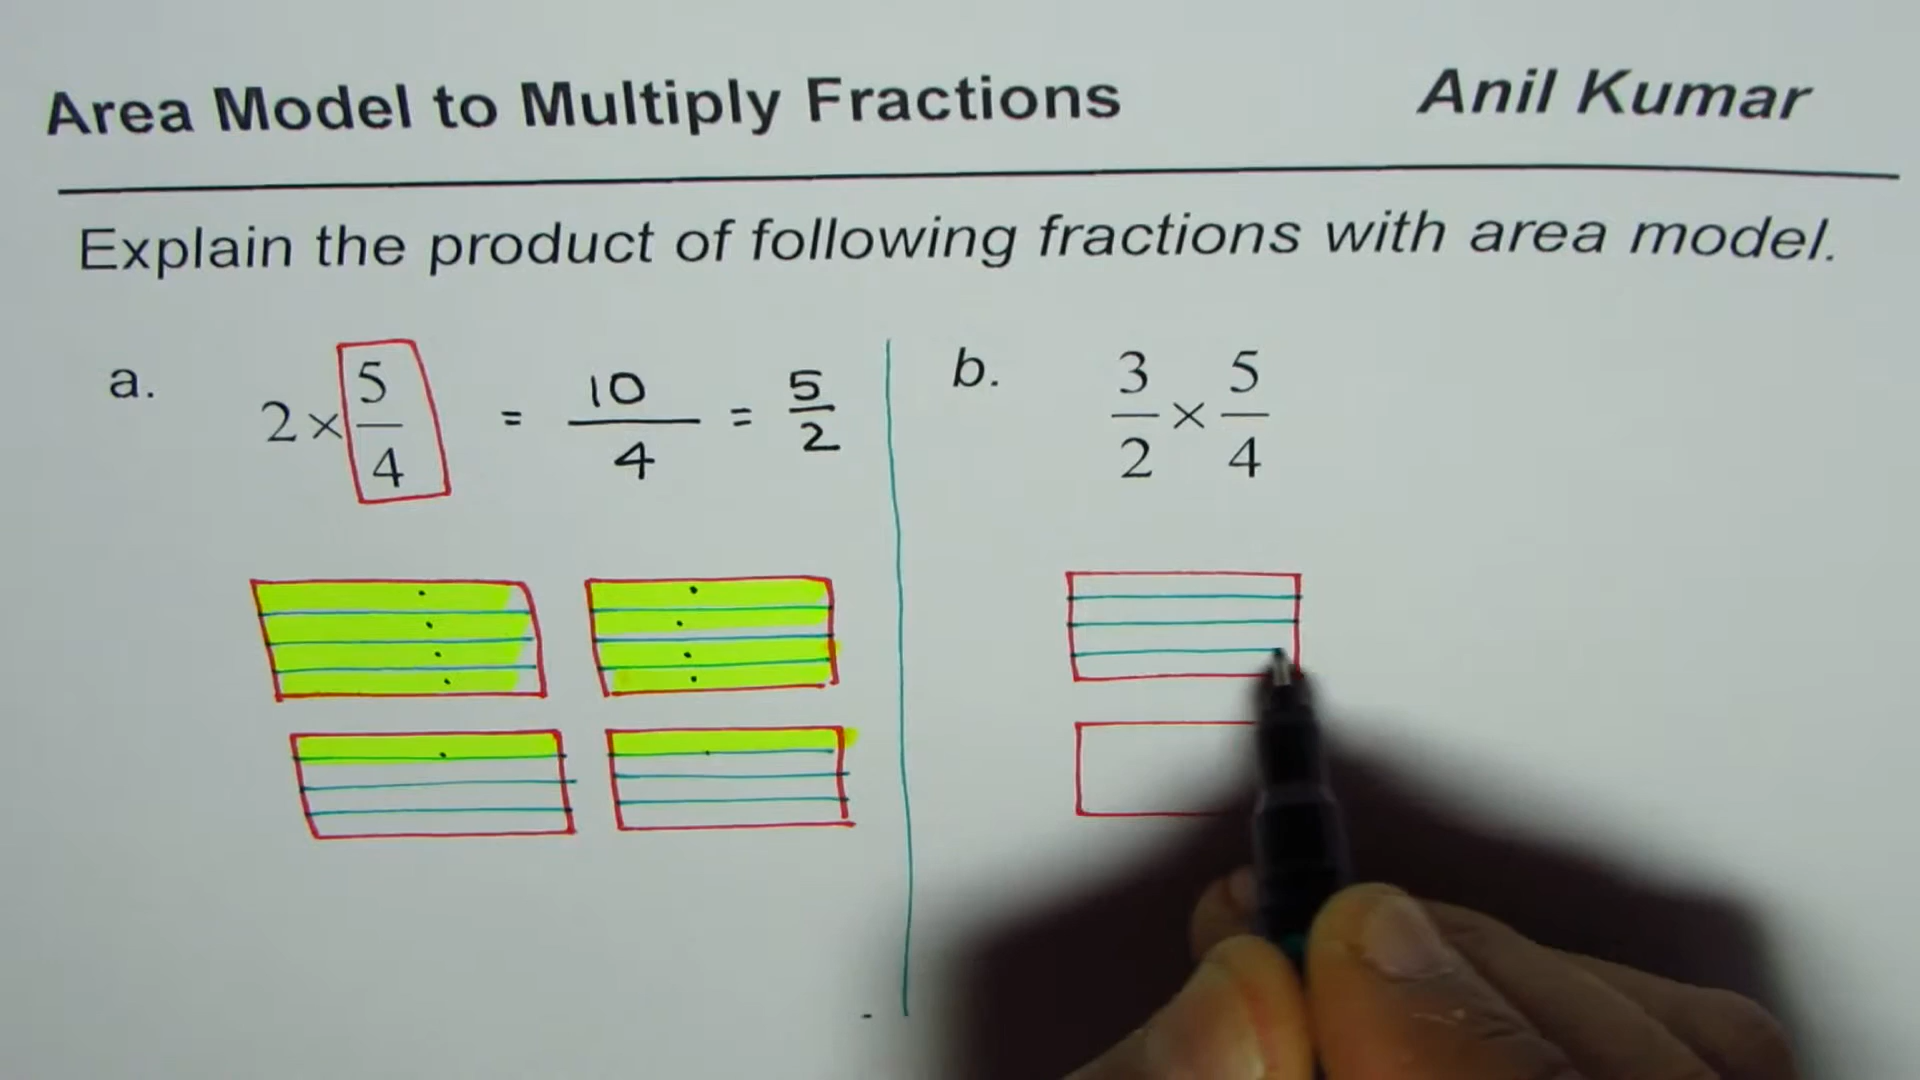 Area Model to Multiply Fractions
Anil Kumar
Explain the product of following fractions with area model.
a. 2 × 5/4 = 10/4 = 5/2
b. 3/2 × 5/4